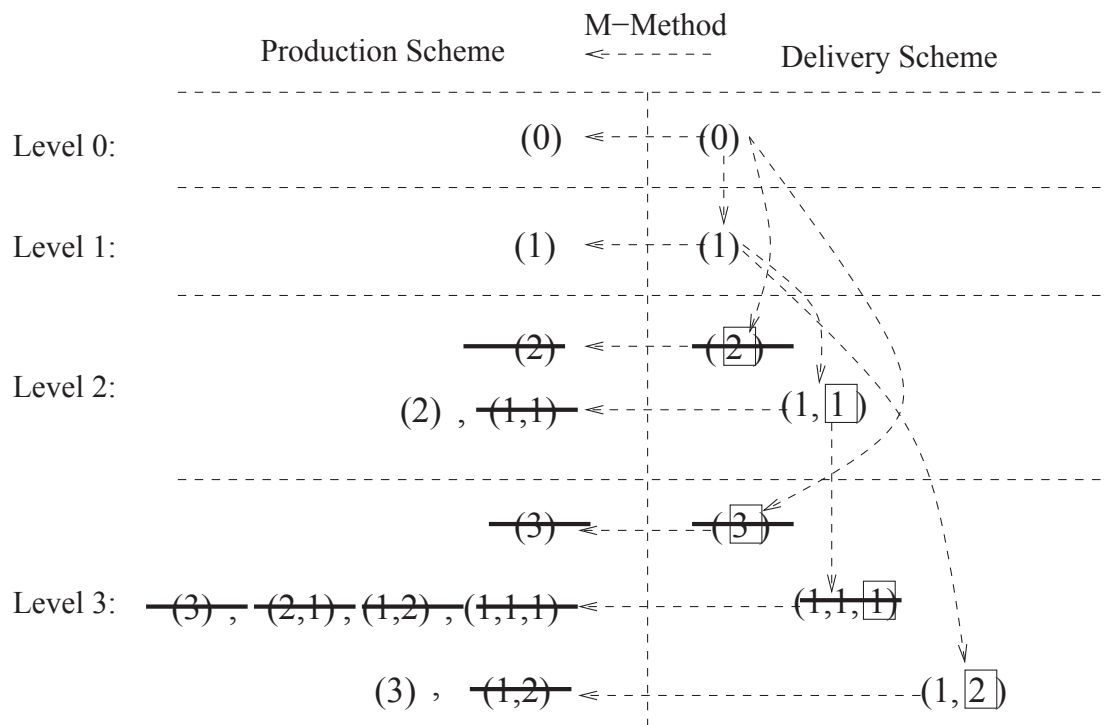 M−Method
Production Scheme Delivery Scheme
Level 0: (0) (0)
Level 1: (1) (1)
(2) (2)
Level 2:
(2) , (1,1) (1, 1)
(3) (3)
Level 3: (3) , (2,1) , (1,2) , (1,1,1) (1,1, 1)
(3) , (1,2) (1, 2)